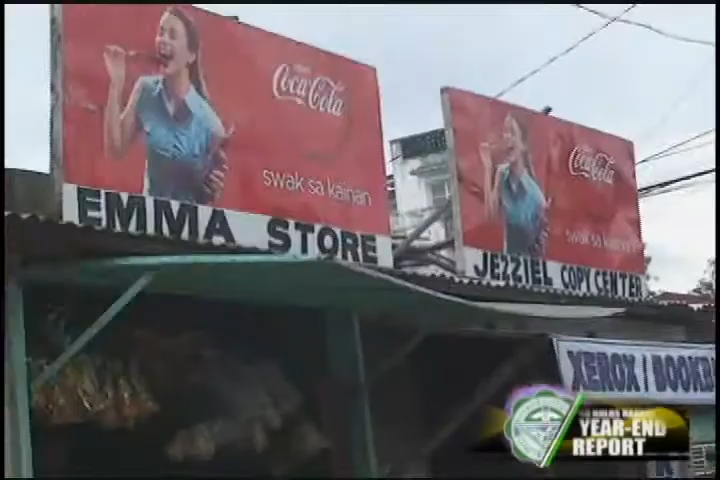 Coca-Cola
swak sa kainan
EMMA STORE
Coca-Cola
swak sa kainan
JEZZIEL COPY CENTER
XEROX / BOOKB
YEAR-END
REPORT